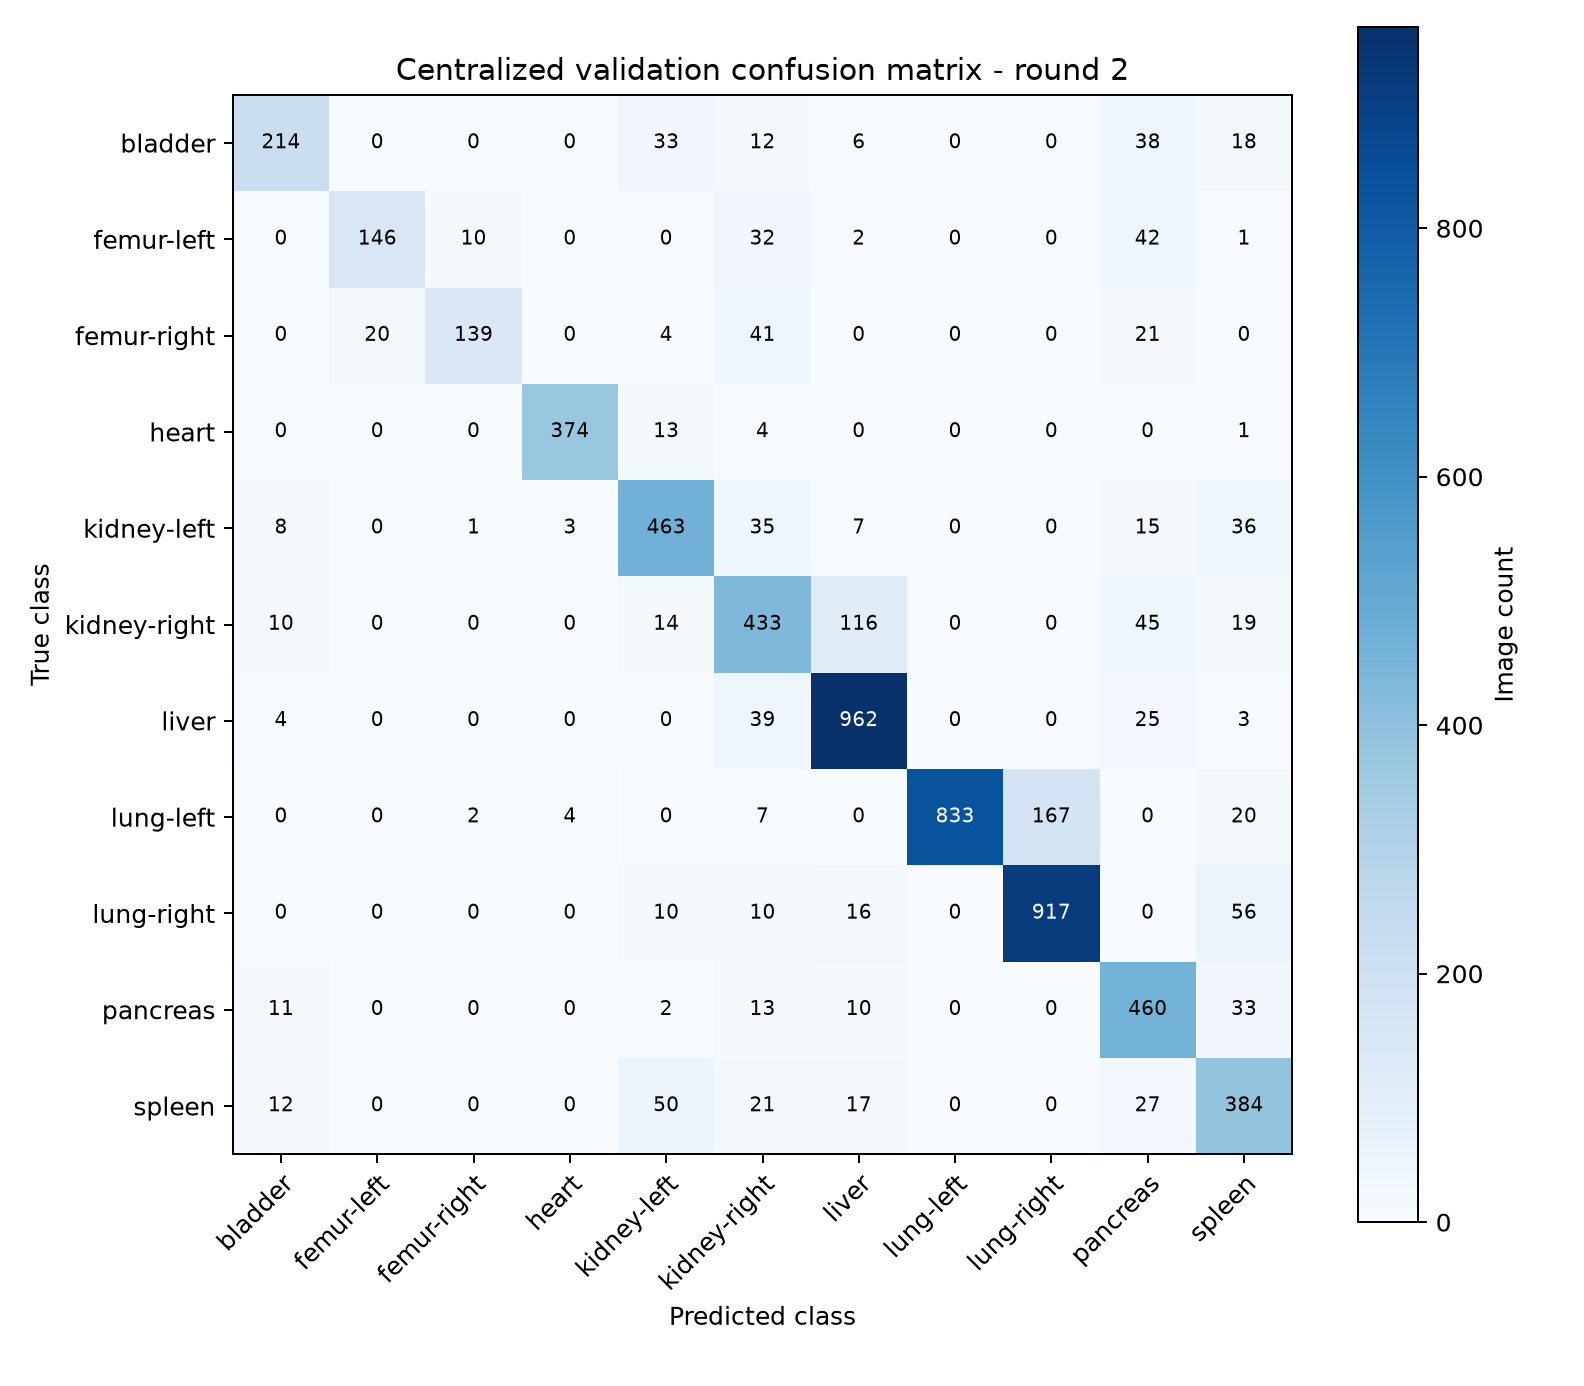 Centralized validation confusion matrix - round 2
bladder 214 0 0 0 33 12 6 0 0 38 18
femur-left 0 146 10 0 0 32 2 0 0 42 1
femur-right 0 20 139 0 4 41 0 0 0 21 0
heart 0 0 0 374 13 4 0 0 0 0 1
kidney-left 8 0 1 3 463 35 7 0 0 15 36
kidney-right 10 0 0 0 14 433 116 0 0 45 19
liver 4 0 0 0 0 39 962 0 0 25 3
lung-left 0 0 2 4 0 7 0 833 167 0 20
lung-right 0 0 0 0 10 10 16 0 917 0 56
pancreas 11 0 0 0 2 13 10 0 0 460 33
spleen 12 0 0 0 50 21 17 0 0 27 384
bladder femur-left femur-right heart kidney-left kidney-right liver lung-left lung-right pancreas spleen
Predicted class
True class
800
600
400
200
0
Image count